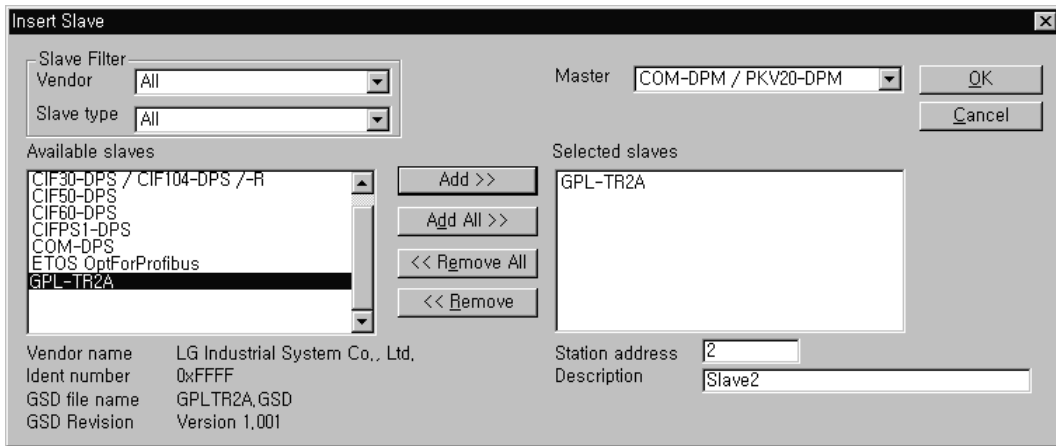 Insert Slave
Slave Filter
Vendor All
Slave type All
Master COM-DPM / PKV20-DPM
OK
Cancel
Available slaves
CIF30-DPS / CIF104-DPS /-R
CIF50-DPS
CIF60-DPS
CIFPS1-DPS
COM-DPS
ETOS OptForProfibus
GPL-TR2A
Add >>
Add All >>
<< Remove All
<< Remove
Selected slaves
GPL-TR2A
Vendor name LG Industrial System Co., Ltd.
Ident number 0xFFFF
GSD file name GPLTR2A.GSD
GSD Revision Version 1.001
Station address 2
Description Slave2